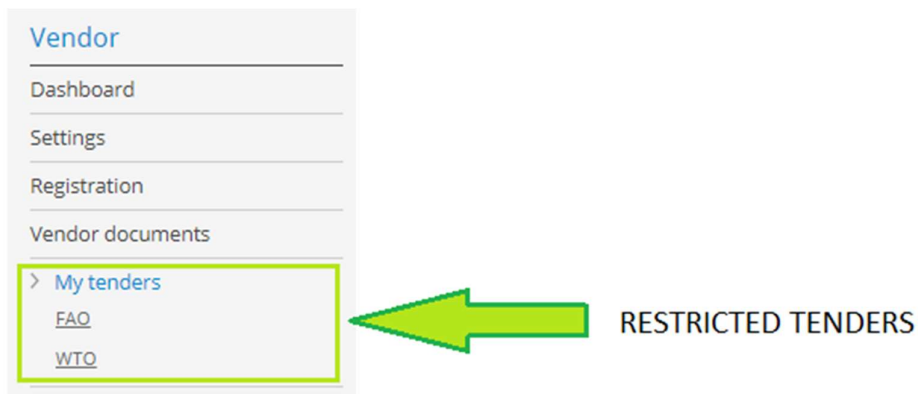 Vendor
Dashboard
Settings
Registration
Vendor documents
> My tenders
FAO
WTO
RESTRICTED TENDERS